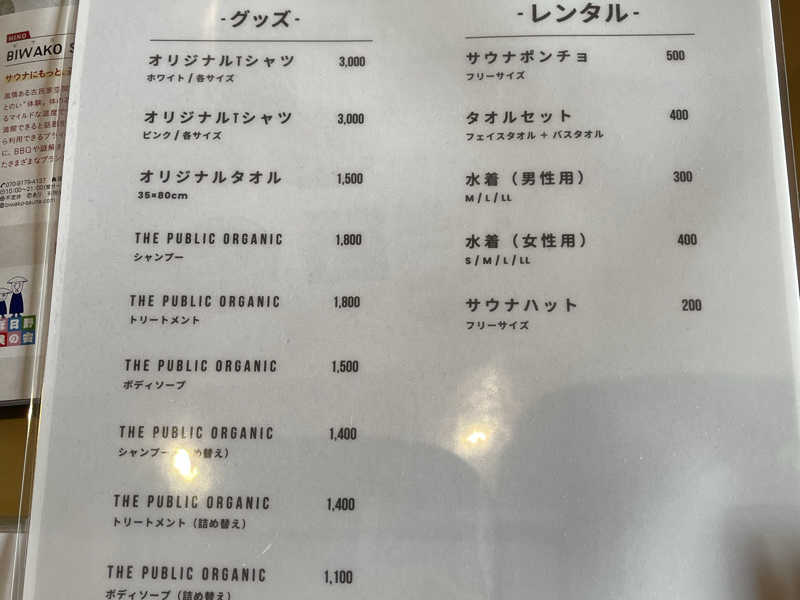 -グッズ-
オリジナルTシャツ 3,000
ホワイト / 各サイズ
オリジナルTシャツ 3,000
ピンク / 各サイズ
オリジナルタオル 1,500
35×80cm
THE PUBLIC ORGANIC 1,800
シャンプー
THE PUBLIC ORGANIC 1,800
トリートメント
THE PUBLIC ORGANIC 1,500
ボディソープ
THE PUBLIC ORGANIC 1,400
シャンプー め替え）
THE PUBLIC ORGANIC 1,400
トリートメント（詰め替え）
THE PUBLIC ORGANIC 1,100
ボディソープ（詰め替え）
-レンタル-
サウナポンチョ 500
フリーサイズ
タオルセット 400
フェイスタオル + バスタオル
水着（男性用） 300
M / L / LL
水着（女性用） 400
S / M / L / LL
サウナハット 200
フリーサイズ
BIWAKO S
サウナにもっと